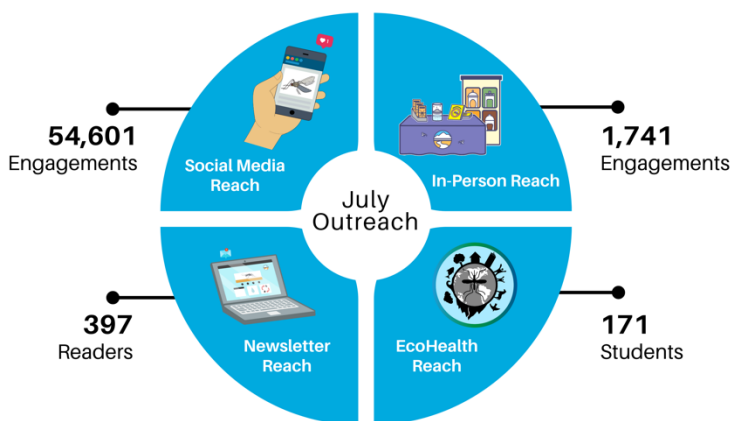 54,601
Engagements
Social Media
Reach
1,741
Engagements
In-Person Reach
July
Outreach
397
Readers
Newsletter
Reach
171
Students
EcoHealth
Reach